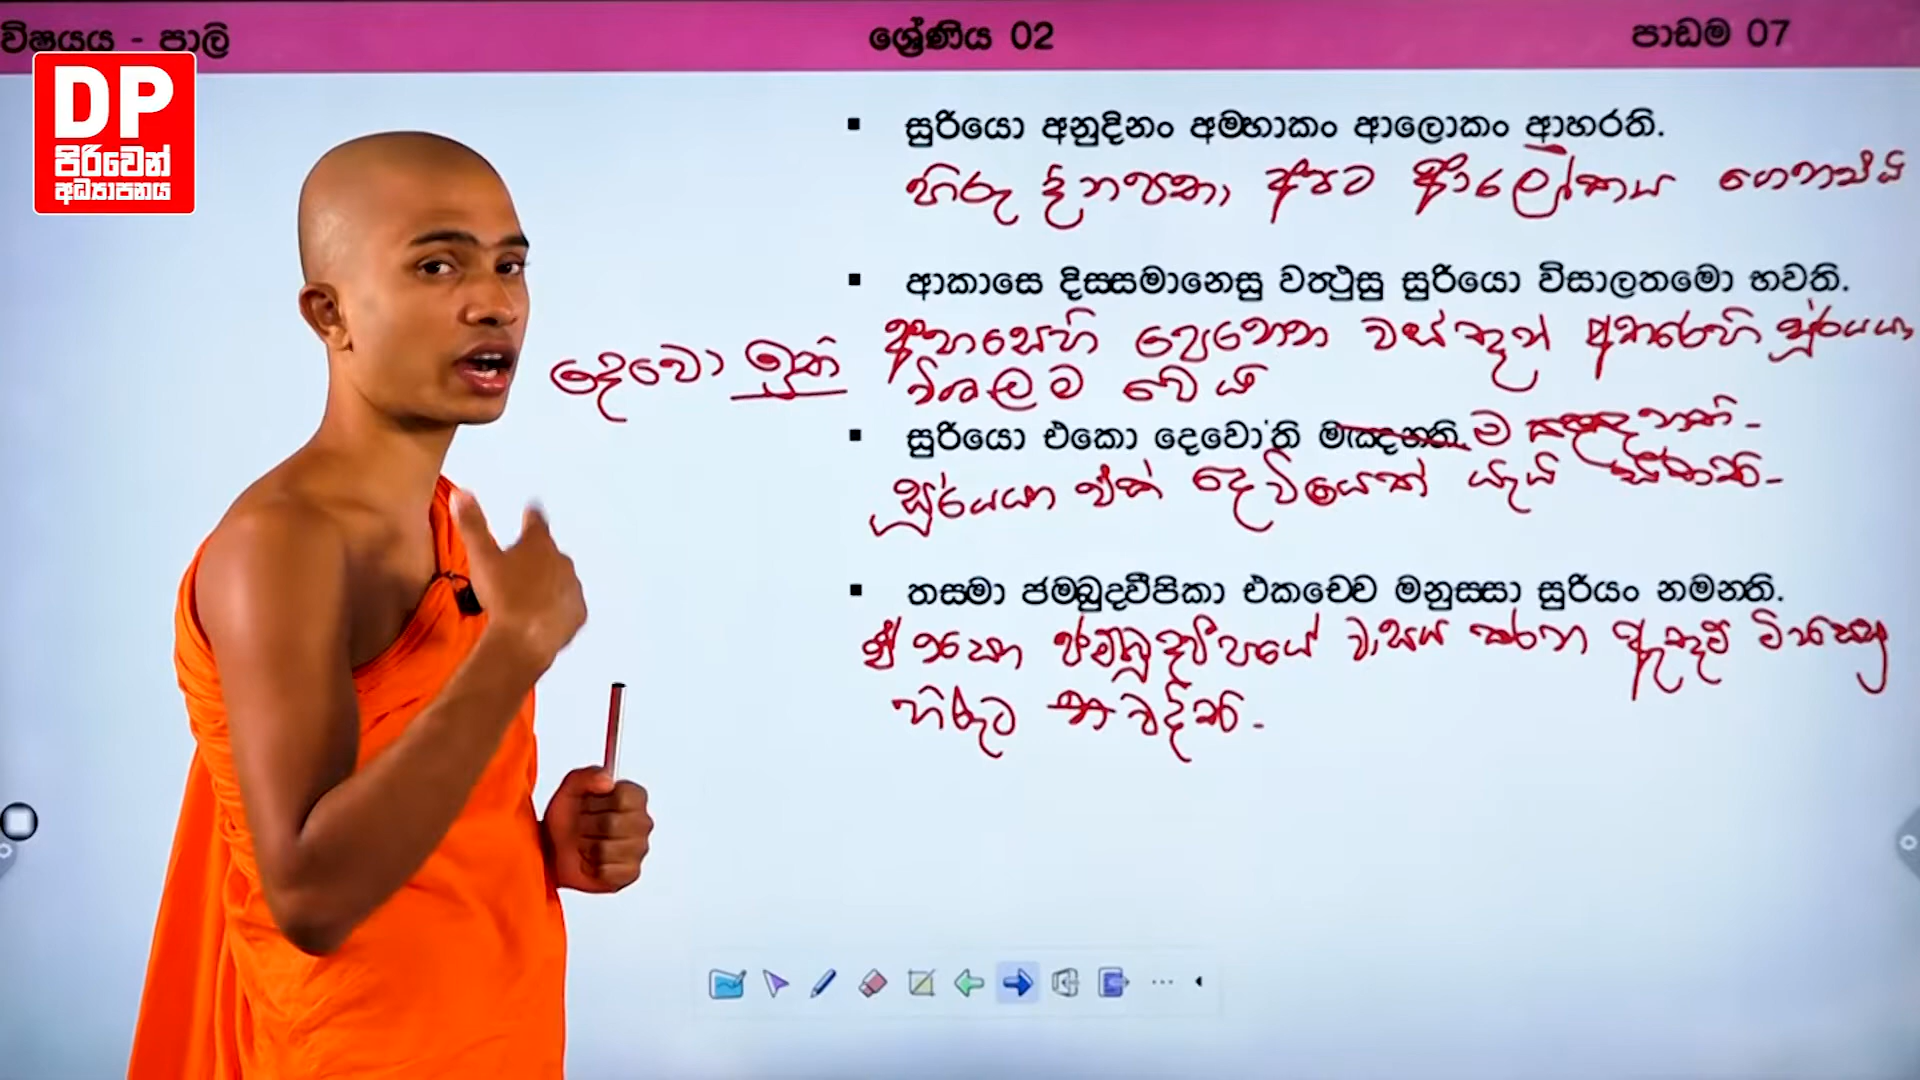 විෂයය - පාලි
ශ්‍රේණිය 02
පාඩම 07
DP
පිරිවෙන්
අධ්‍යාපනය
සුරියො අනුදිනං අම්හාකං ආලොකං ආහරති.
හිරු දිනපතා අපට ආලෝකය ගෙනෙයි
ආකාසෙ දිස්සමානෙසු වත්ථුසු සුරියො විසාලතමො භවති.
අහසෙහි පෙනෙන වස්තූන් අතරෙහි සූර්යයා
විශාලම වෙයි
දෙවො ඉති
සුරියො එකො දෙවො'ති මඤ්ඤන්ති.
සූර්යයා එක් දෙවියෙක් යැයි සිතති-
තස්මා ජම්බුදීපිකා එකච්චෙ මනුස්සා සුරියං නමන්ති.
ඒ නිසා ජම්බුද්වීපයේ වාසය කරන ඇතැම් මිනිස්සු
හිරුට නමදිති-